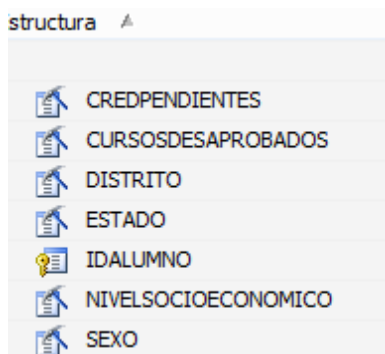 structura
CREDPENDIENTES
CURSOSDESAPROBADOS
DISTRITO
ESTADO
IDALUMNO
NIVELSOCIOECONOMICO
SEXO